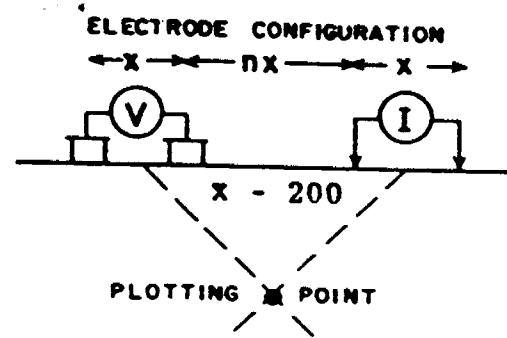 ELECTRODE CONFIGURATION
x nx x
V I
x - 200
PLOTTING POINT